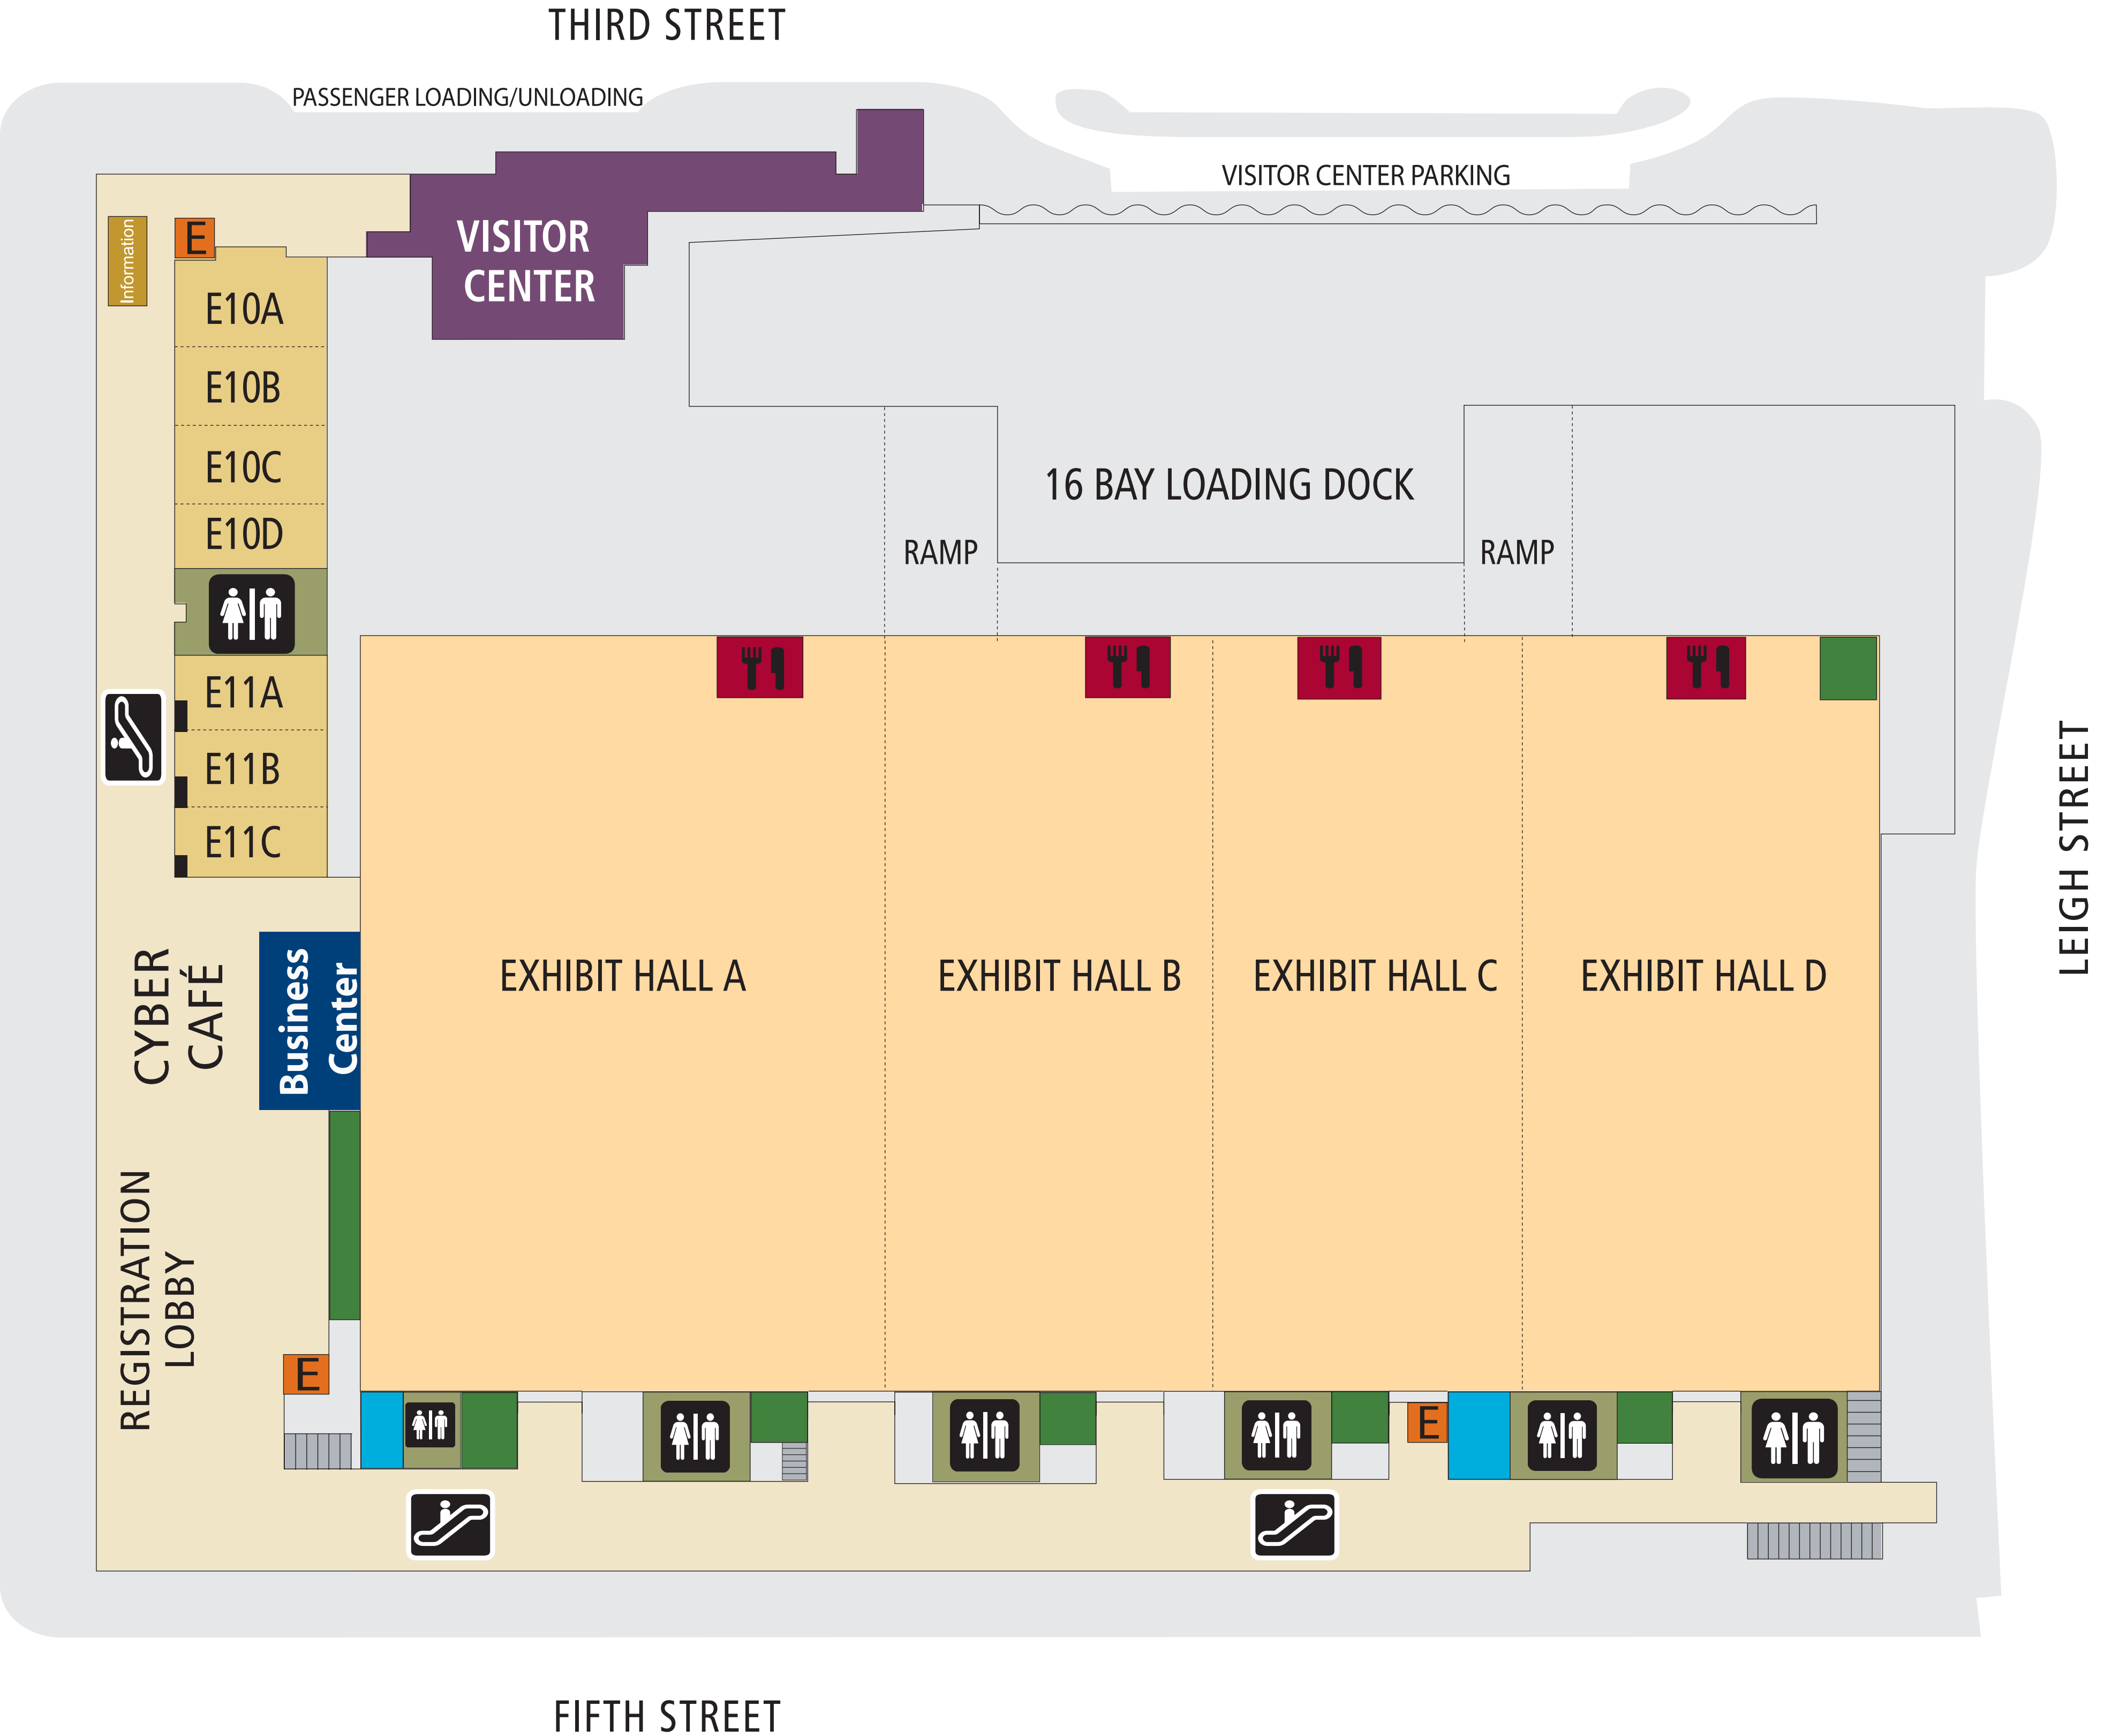 THIRD STREET
PASSENGER LOADING/UNLOADING
VISITOR CENTER PARKING
Information
E
VISITOR
CENTER
E10A
E10B
E10C
E10D
16 BAY LOADING DOCK
RAMP
RAMP
E11A
E11B
E11C
LEIGH STREET
CYBER
CAFÉ
Business
Center
EXHIBIT HALL A
EXHIBIT HALL B
EXHIBIT HALL C
EXHIBIT HALL D
REGISTRATION
LOBBY
E
E
FIFTH STREET